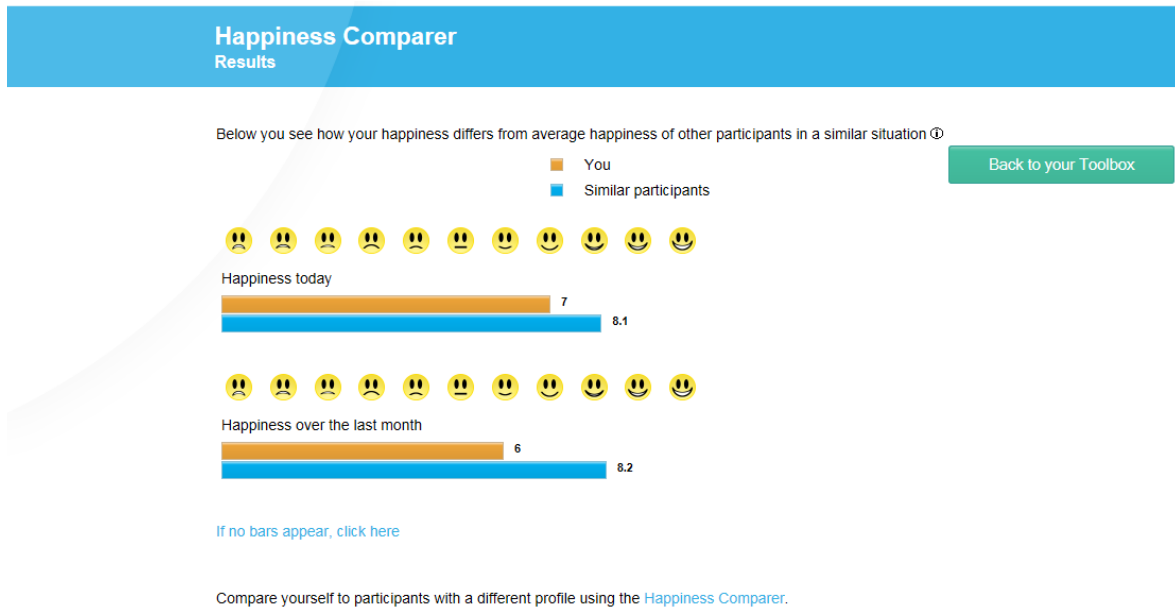 Happiness Comparer
Results
Below you see how your happiness differs from average happiness of other participants in a similar situation ⓘ
You
Back to your Toolbox
Similar participants
Happiness today
7
8.1
Happiness over the last month
6
8.2
If no bars appear, click here
Compare yourself to participants with a different profile using the Happiness Comparer.